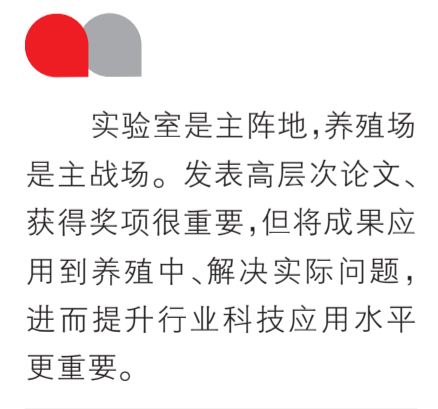 实验室是主阵地,养殖场
是主战场。发表高层次论文、
获得奖项很重要,但将成果应
用到养殖中、解决实际问题,
进而提升行业科技应用水平
更重要。